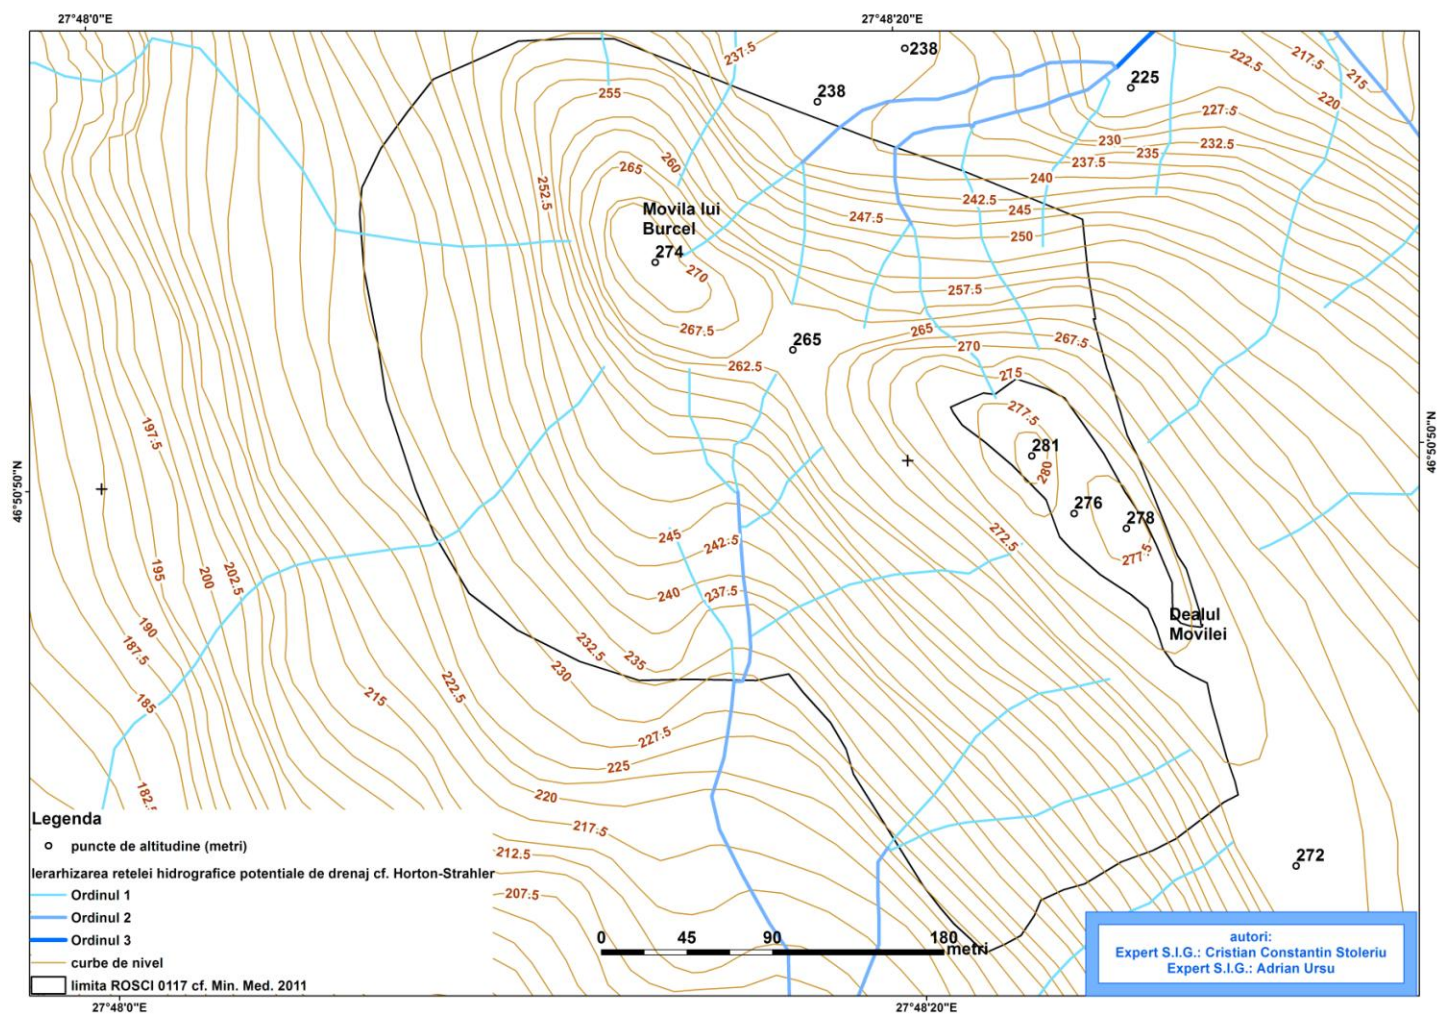 27°48'0"E
27°48'20"E
237.5
238
222.5
217.5
215
255
238
225
220
227.5
230
232.5
265
260
237.5
235
240
252.5
242.5
Movila lui
Burcel
247.5
245
250
274
270
257.5
267.5
265
265
267.5
270
262.5
275
277.5
197.5
46°50'50"N
46°50'50"N
281
280
276
278
245
242.5
272.5
277.5
195
200
202.5
240
237.5
190
187.5
Dealul
Movilei
232.5
235
230
185
222.5
215
227.5
225
182.5
220
217.5
212.5
207.5
272
Legenda
puncte de altitudine (metri)
Ierarhizarea retelei hidrografice potentiale de drenaj cf. Horton-Strahler
Ordinul 1
Ordinul 2
Ordinul 3
curbe de nivel
limita ROSCI 0117 cf. Min. Med. 2011
0 45 90 180
metri
autori:
Expert S.I.G.: Cristian Constantin Stoleriu
Expert S.I.G.: Adrian Ursu
27°48'0"E
27°48'20"E